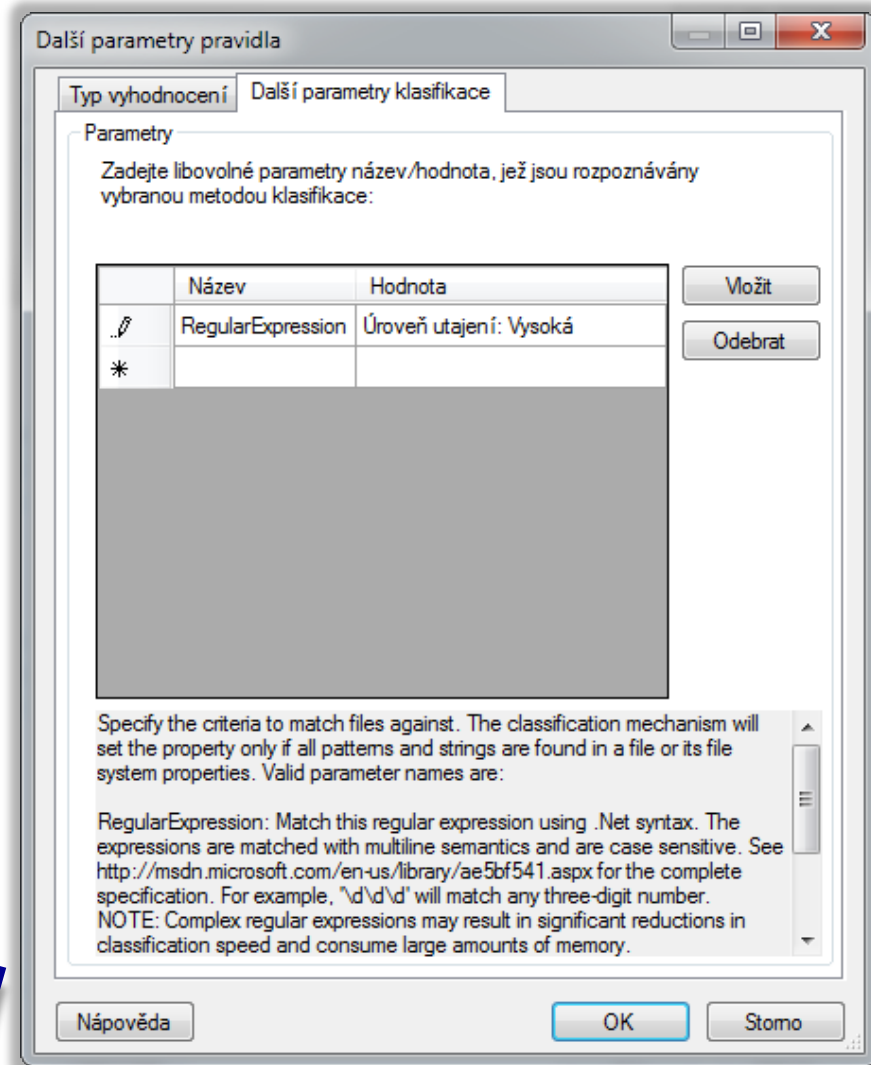 Další parametry pravidla
Typ vyhodnocení
Další parametry klasifikace
Parametry
Zadejte libovolné parametry název/hodnota, jež jsou rozpoznávány
vybranou metodou klasifikace:
Název Hodnota
RegularExpression Úroveň utajení: Vysoká
Vložit
Odebrat
Specify the criteria to match files against. The classification mechanism will
set the property only if all patterns and strings are found in a file or its file
system properties. Valid parameter names are:
RegularExpression: Match this regular expression using .Net syntax. The
expressions are matched with multiline semantics and are case sensitive. See
http://msdn.microsoft.com/en-us/library/ae5bf541.aspx for the complete
specification. For example, '\d\d\d' will match any three-digit number.
NOTE: Complex regular expressions may result in significant reductions in
classification speed and consume large amounts of memory.
Nápověda
OK
Storno